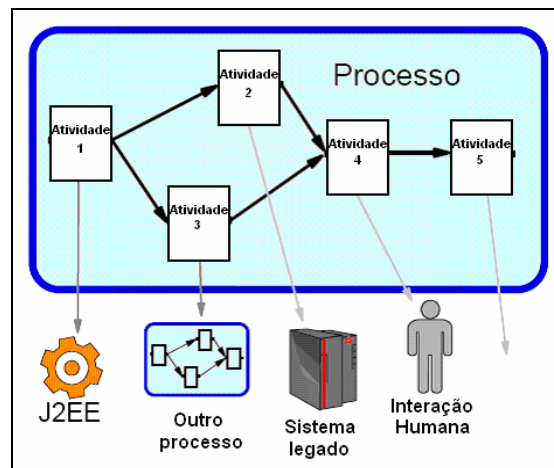 Processo
Atividade
2
Atividade
1
Atividade
4
Atividade
5
Atividade
3
J2EE
Outro
processo
Sistema
legado
Interação
Humana